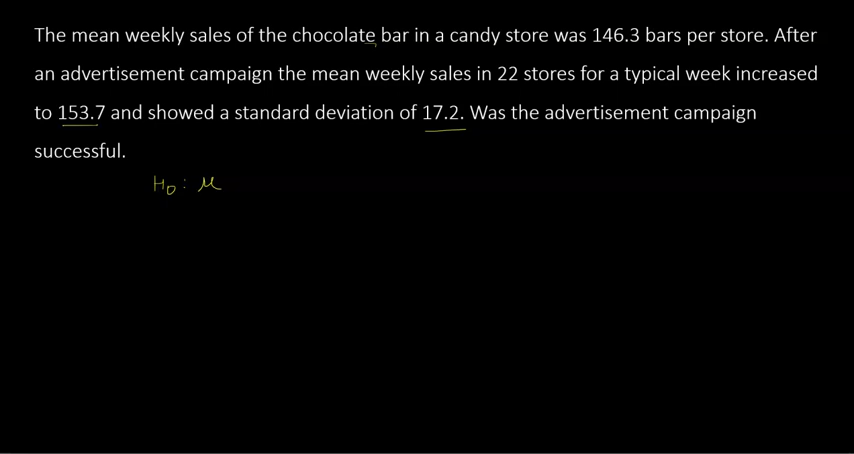 The mean weekly sales of the chocolate bar in a candy store was 146.3 bars per store. After
an advertisement campaign the mean weekly sales in 22 stores for a typical week increased
to 153.7 and showed a standard deviation of 17.2. Was the advertisement campaign
successful.
H₀: μ